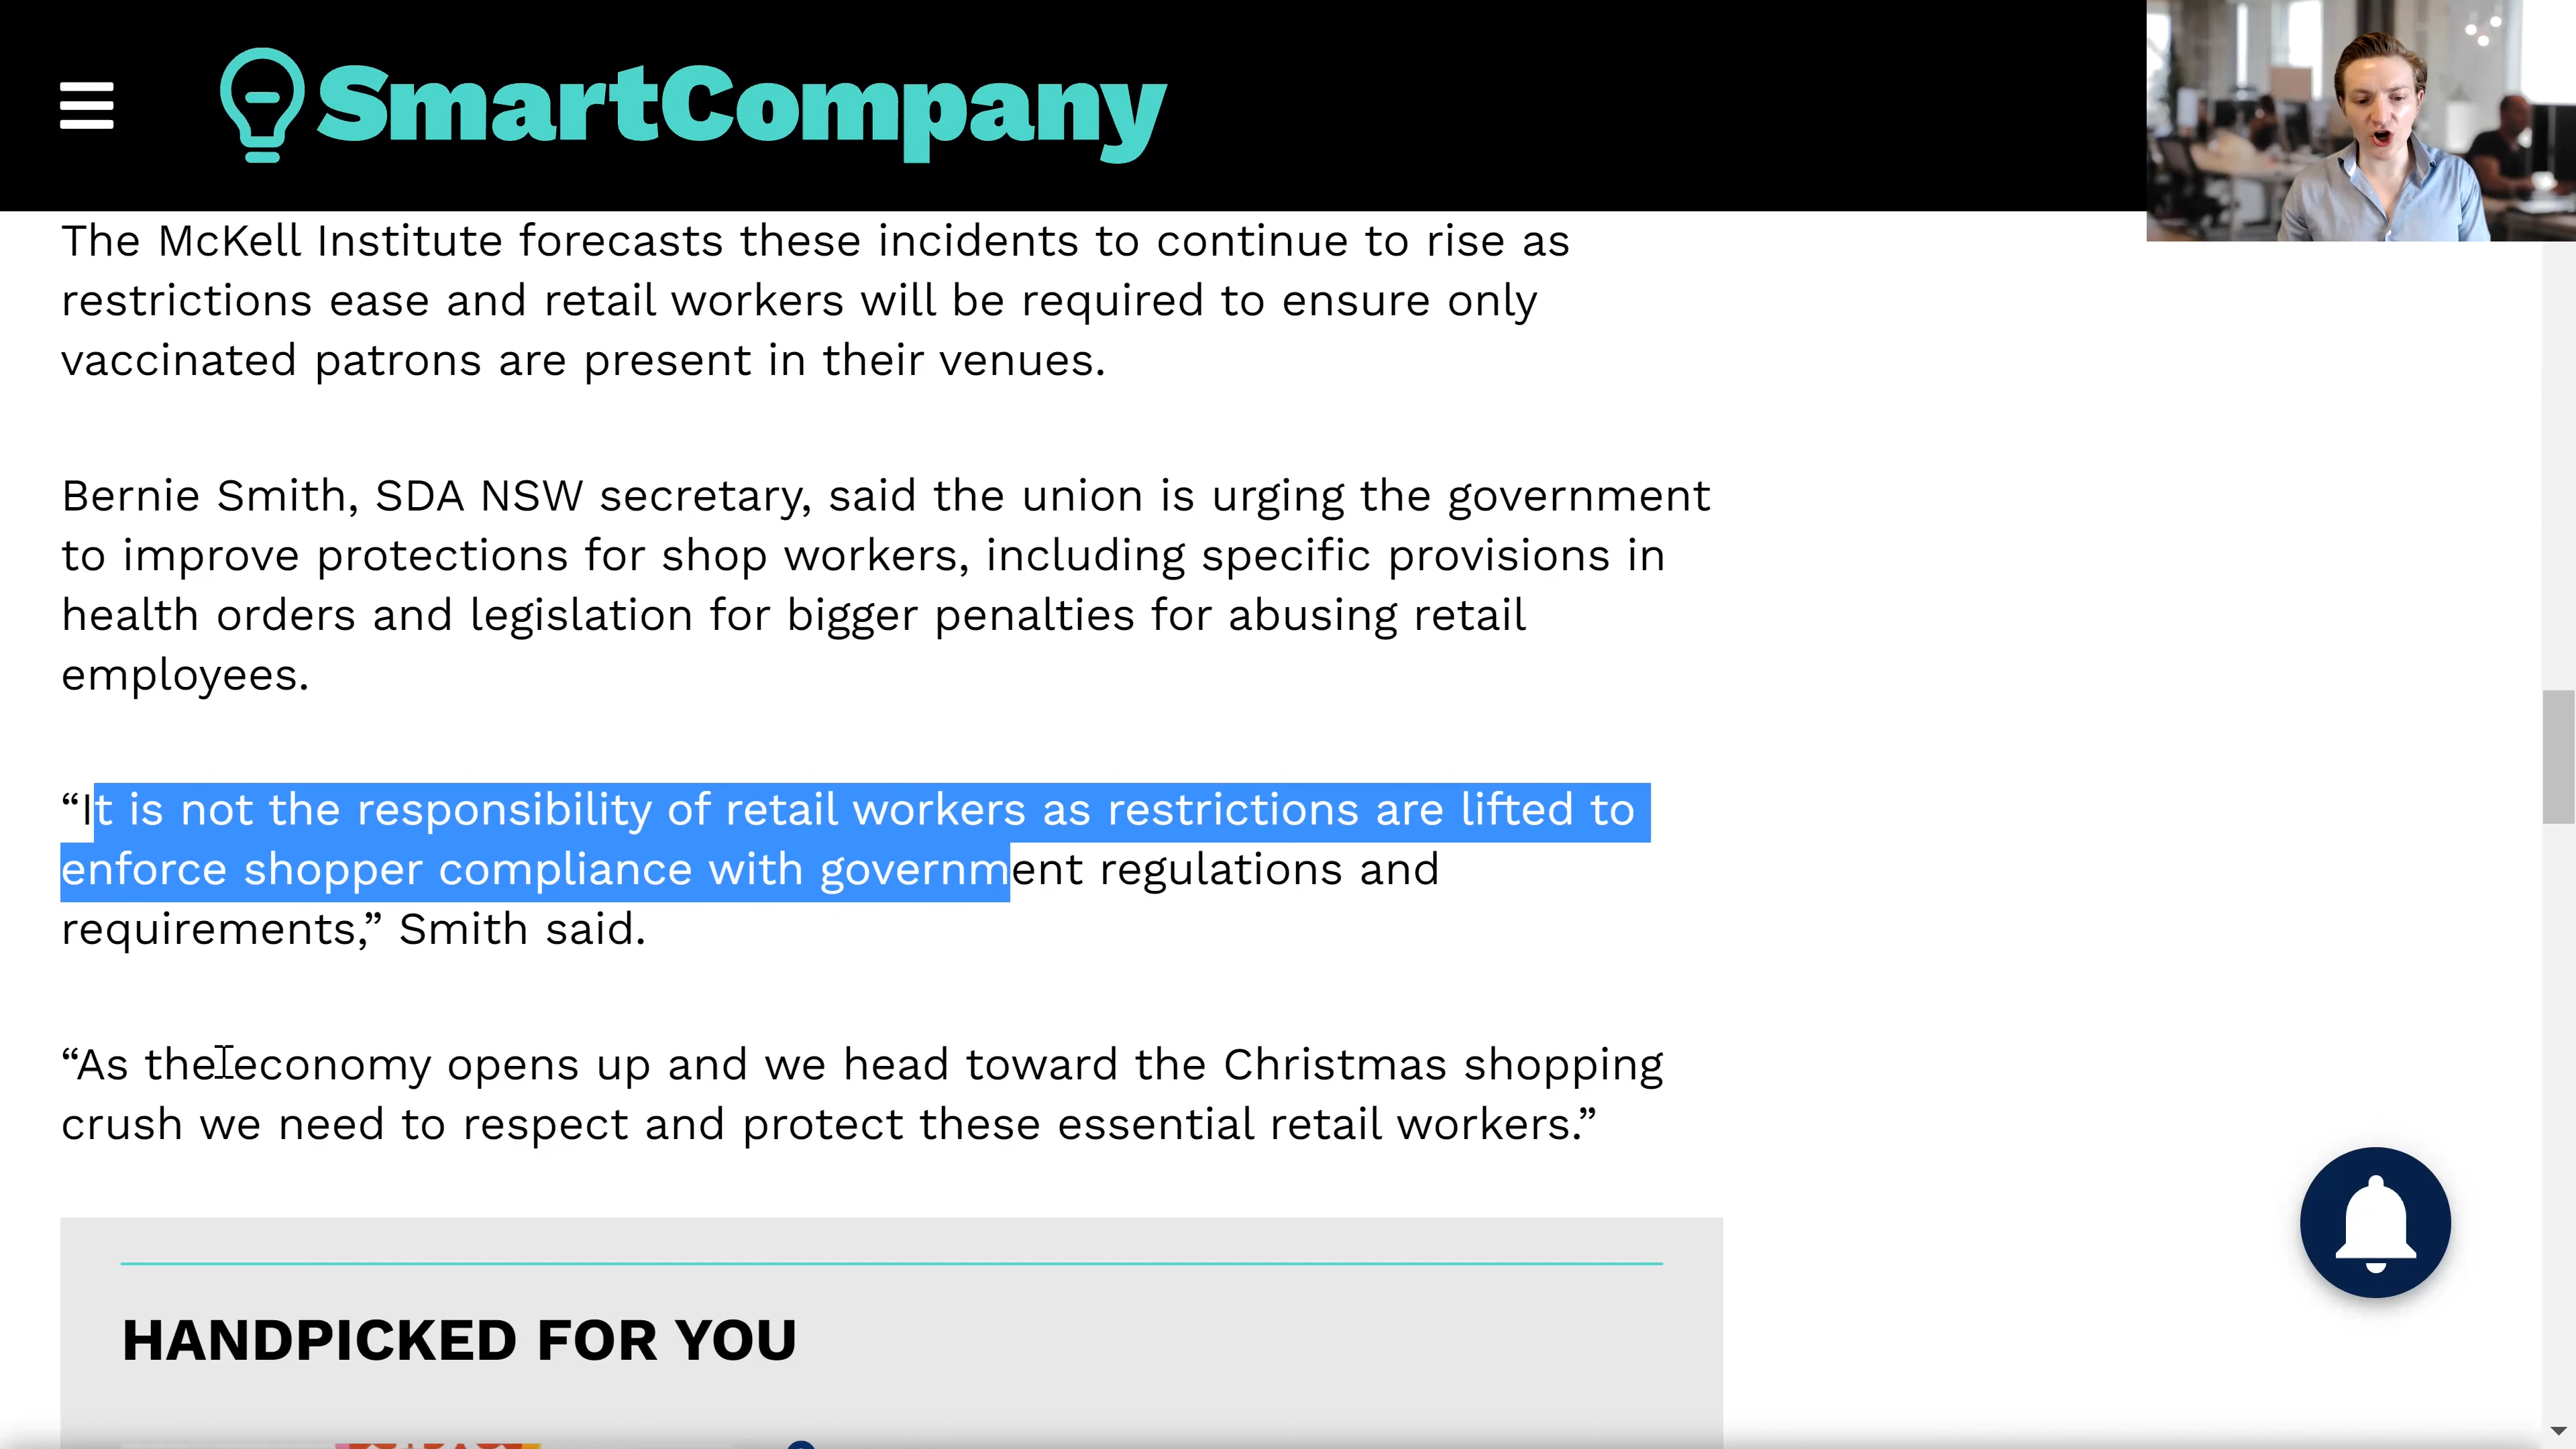 SmartCompany
The McKell Institute forecasts these incidents to continue to rise as
restrictions ease and retail workers will be required to ensure only
vaccinated patrons are present in their venues.
Bernie Smith, SDA NSW secretary, said the union is urging the government
to improve protections for shop workers, including specific provisions in
health orders and legislation for bigger penalties for abusing retail
employees.
“It is not the responsibility of retail workers as restrictions are lifted to
enforce shopper compliance with government regulations and
requirements,” Smith said.
“As the economy opens up and we head toward the Christmas shopping
crush we need to respect and protect these essential retail workers.”
HANDPICKED FOR YOU